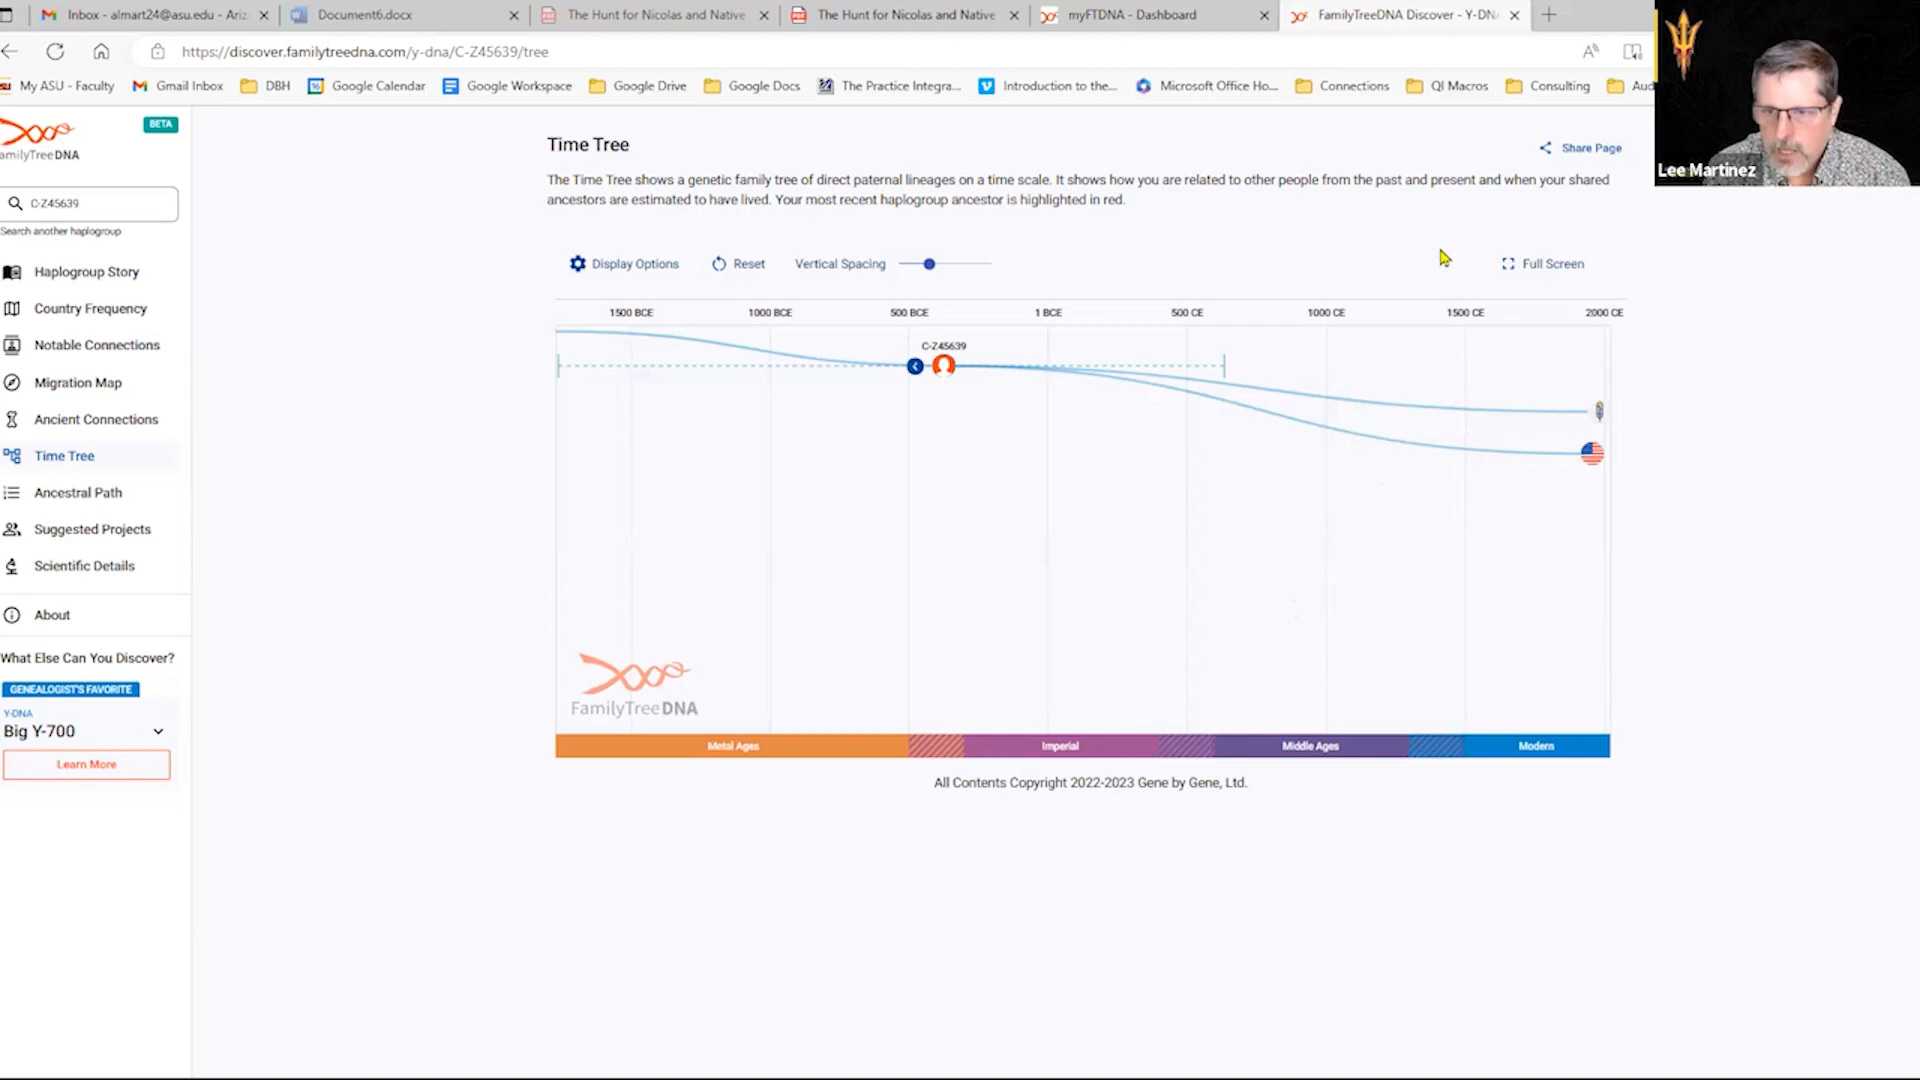 Inbox - almart24@asu.edu - Ariz
Document6.docx
The Hunt for Nicolas and Native
The Hunt for Nicolas and Native
myFTDNA - Dashboard
FamilyTreeDNA Discover - Y-DN
https://discover.familytreedna.com/y-dna/C-Z45639/tree
My ASU - Faculty
Gmail Inbox
DBH
Google Calendar
Google Workspace
Google Drive
Google Docs
The Practice Integra...
Introduction to the...
Microsoft Office Ho...
Connections
QI Macros
Consulting
Aud
Lee Martinez
BETA
amilyTreeDNA
C-Z45639
Search another haplogroup
Haplogroup Story
Country Frequency
Notable Connections
Migration Map
Ancient Connections
Time Tree
Ancestral Path
Suggested Projects
Scientific Details
About
What Else Can You Discover?
GENEALOGIST'S FAVORITE
Y-DNA
Big Y-700
Learn More
Time Tree
Share Page
The Time Tree shows a genetic family tree of direct paternal lineages on a time scale. It shows how you are related to other people from the past and present and when your shared
ancestors are estimated to have lived. Your most recent haplogroup ancestor is highlighted in red.
Display Options
Reset
Vertical Spacing
Full Screen
1500 BCE
1000 BCE
500 BCE
1 BCE
500 CE
1000 CE
1500 CE
2000 CE
C-Z45639
FamilyTreeDNA
Metal Ages
Imperial
Middle Ages
Modern
All Contents Copyright 2022-2023 Gene by Gene, Ltd.